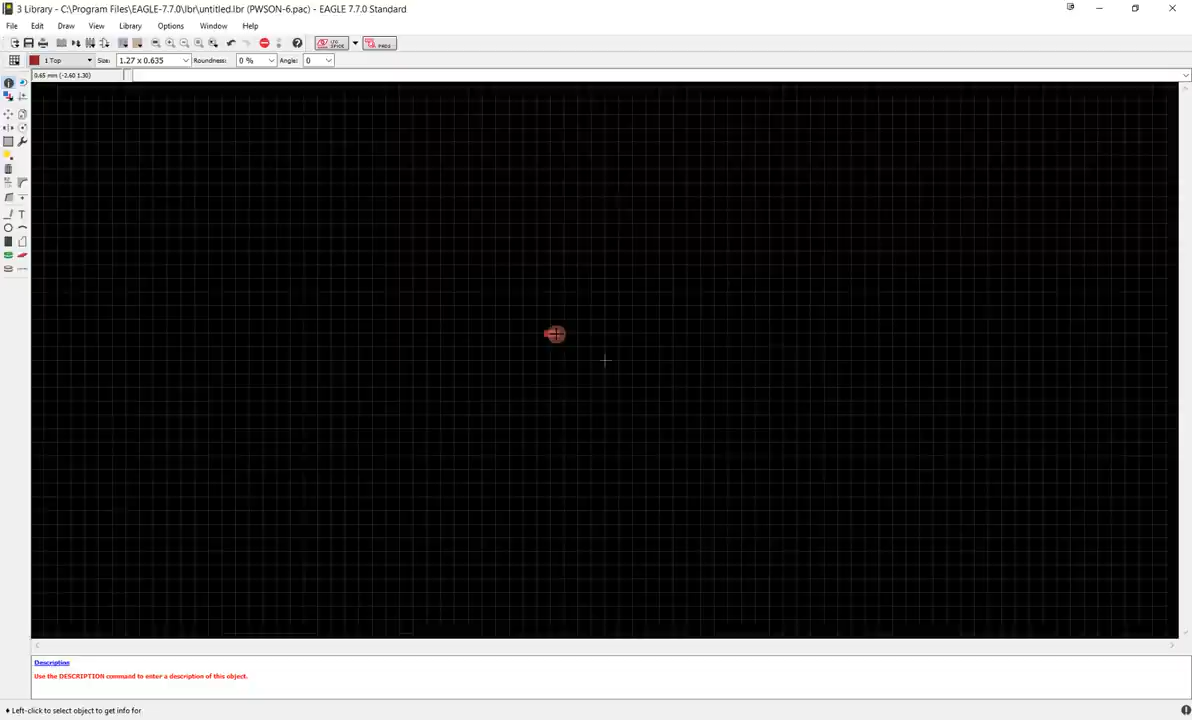 3 Library - C:\Program Files\EAGLE-7.7.0\lbr\untitled.lbr (PWSON-6.pac) - EAGLE 7.7.0 Standard
File Edit Draw View Library Options Window Help
LTC SPICE PADS
1 Top Size: 1.27 x 0.635 Roundness: 0 % Angle: 0
0.65 mm (-2.60 1.30)
Description
Use the DESCRIPTION command to enter a description of this object.
Left-click to select object to get info for